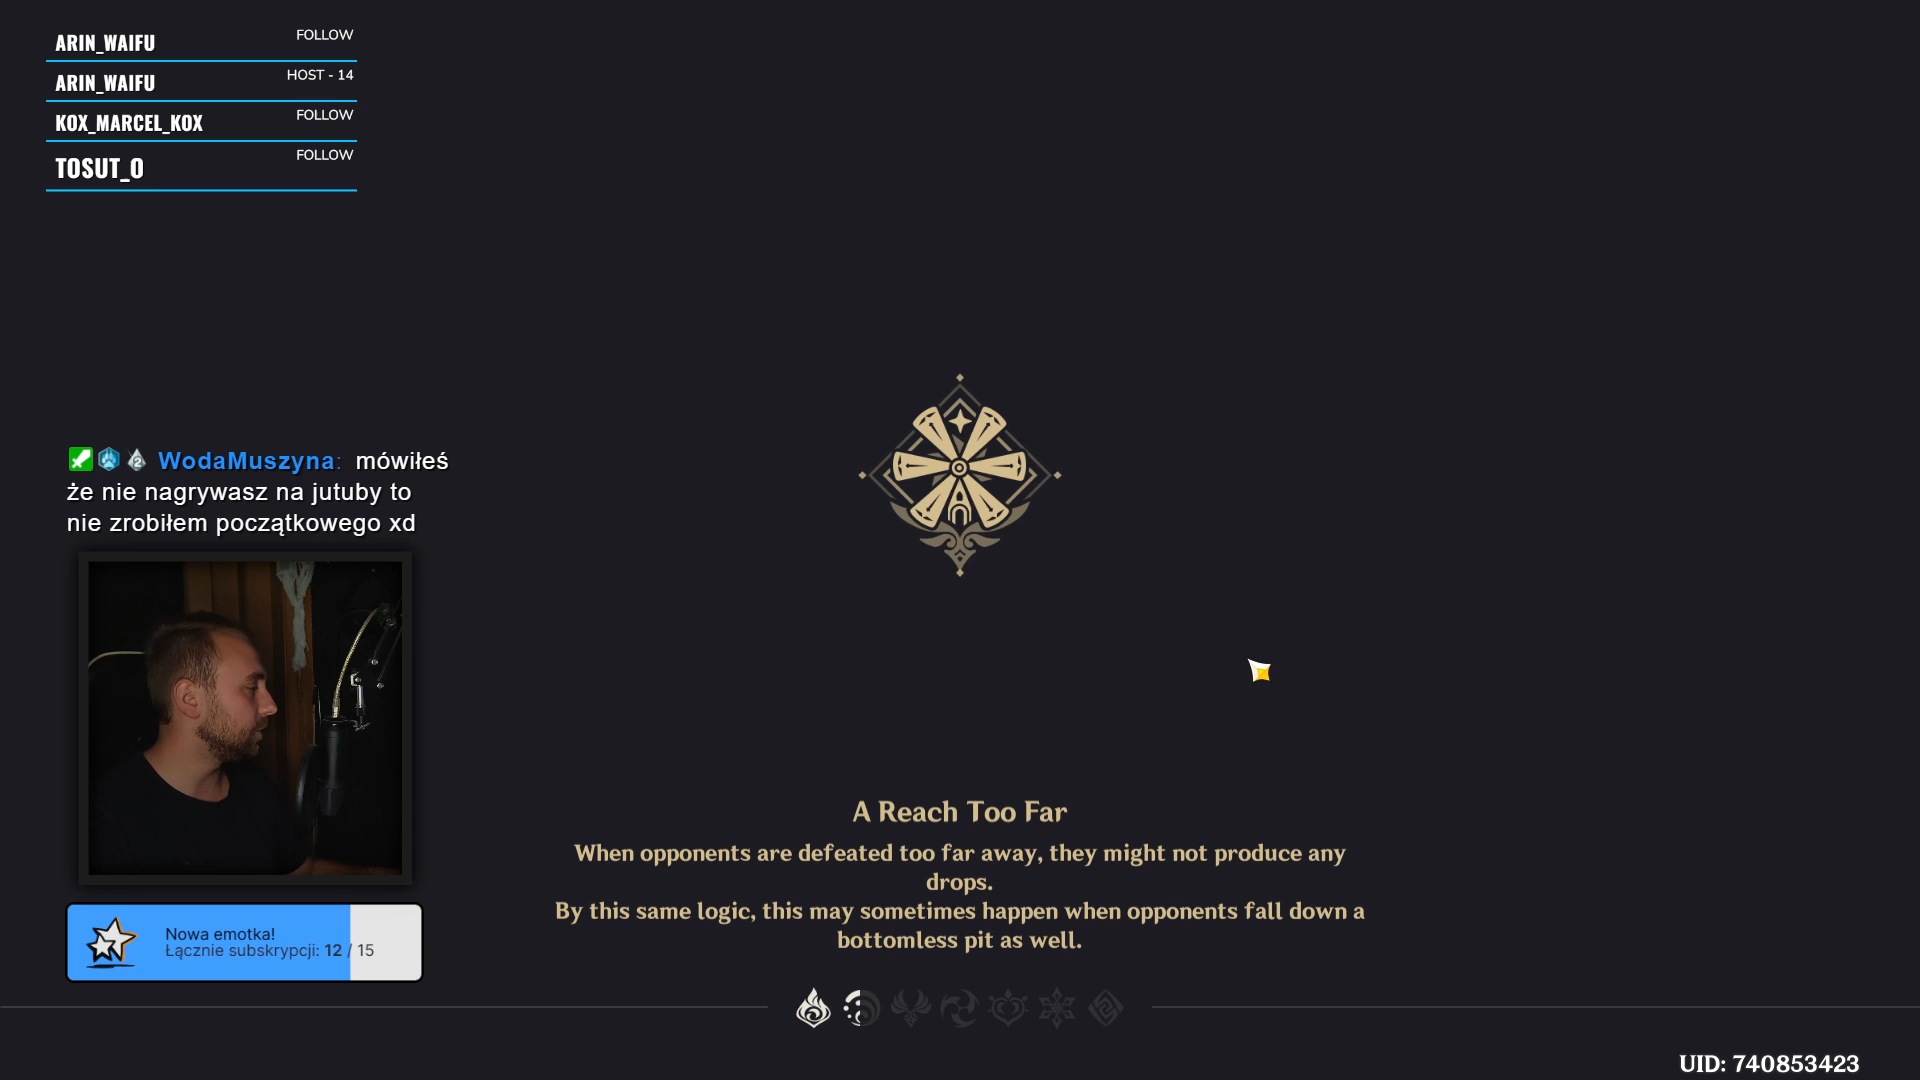 ARIN_WAIFU FOLLOW
ARIN_WAIFU HOST - 14
KOX_MARCEL_KOX FOLLOW
TOSUT_O FOLLOW
2 WodaMuszyna: mówiłeś
że nie nagrywasz na jutuby to
nie zrobiłem początkowego xd
Nowa emotka!
Łącznie subskrypcji: 12 / 15
A Reach Too Far
When opponents are defeated too far away, they might not produce any
drops.
By this same logic, this may sometimes happen when opponents fall down a
bottomless pit as well.
UID: 740853423